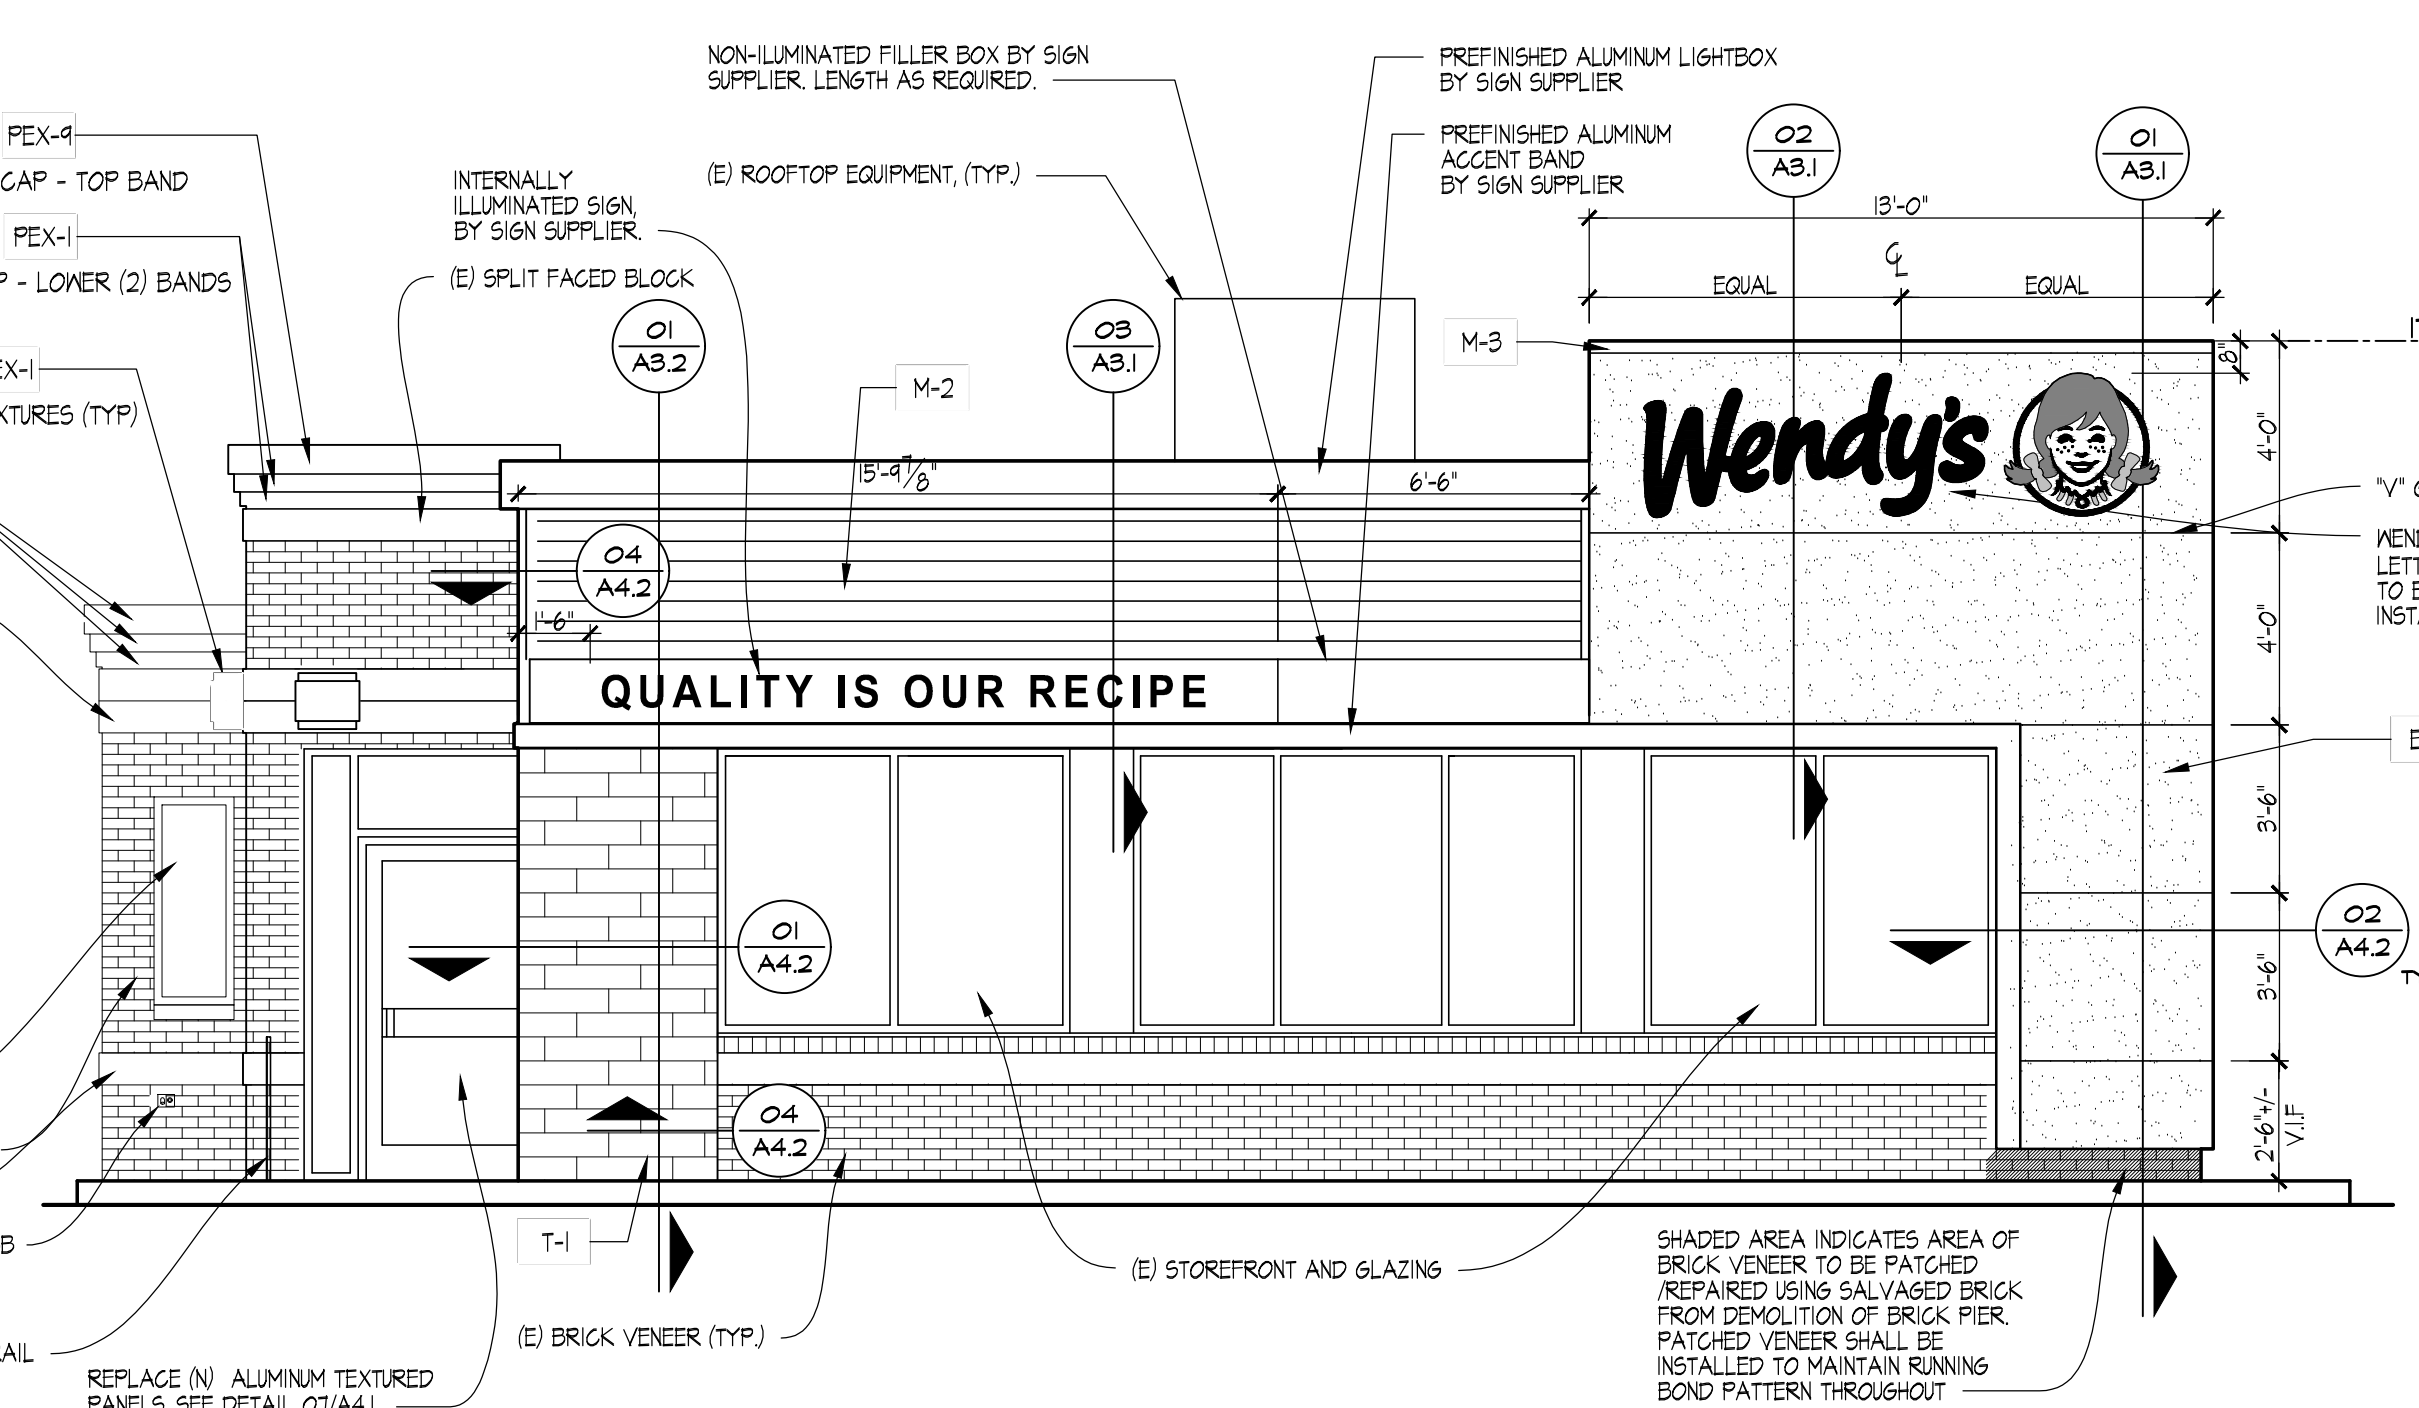 NON-ILUMINATED FILLER BOX BY SIGN
SUPPLIER. LENGTH AS REQUIRED.
PREFINISHED ALUMINUM LIGHTBOX
BY SIGN SUPPLIER
PEX-9
CAP - TOP BAND
PREFINISHED ALUMINUM
ACCENT BAND
BY SIGN SUPPLIER
02
A3.1
01
A3.1
INTERNALLY
ILLUMINATED SIGN,
BY SIGN SUPPLIER.
(E) ROOFTOP EQUIPMENT, (TYP.)
13'-0"
PEX-1
- LOWER (2) BANDS
(E) SPLIT FACED BLOCK
EQUAL
EQUAL
01
A3.2
03
A3.1
M-3
8"
(TYP)
M-2
Wendy's
4'-0"
15'-9 7/8"
6'-6"
"V"
04
A4.2
1'-6"
4'-0"
TO
QUALITY IS OUR RECIPE
3'-6"
01
A4.2
02
A4.2
3'-6"
04
A4.2
2'-6"+/-
V.I.F
T-1
(E) STOREFRONT AND GLAZING
SHADED AREA INDICATES AREA OF
BRICK VENEER TO BE PATCHED
/REPAIRED USING SALVAGED BRICK
FROM DEMOLITION OF BRICK PIER.
PATCHED VENEER SHALL BE
INSTALLED TO MAINTAIN RUNNING
BOND PATTERN THROUGHOUT
(E) BRICK VENEER (TYP.)
REPLACE (N) ALUMINUM TEXTURED
PANELS SEE DETAIL 07/A4.1